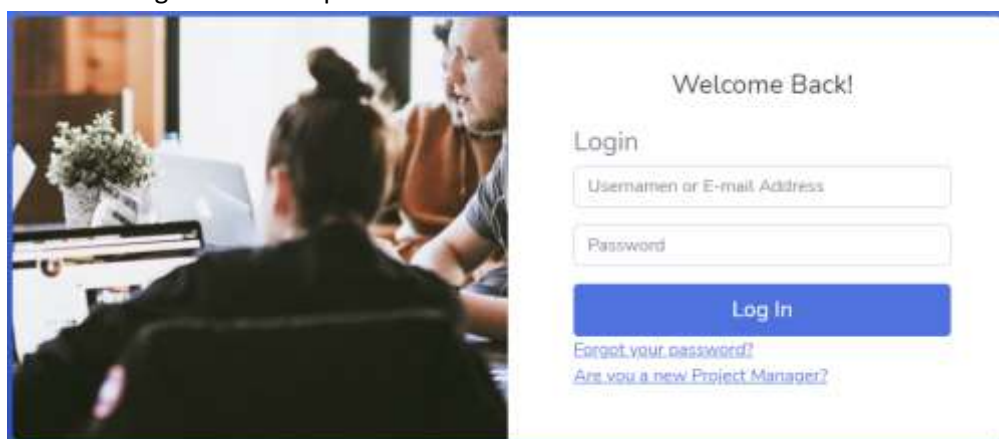 Welcome Back!
Login
Usernamen or E-mail Address
Password
Log In
Forgot your password?
Are you a new Project Manager?